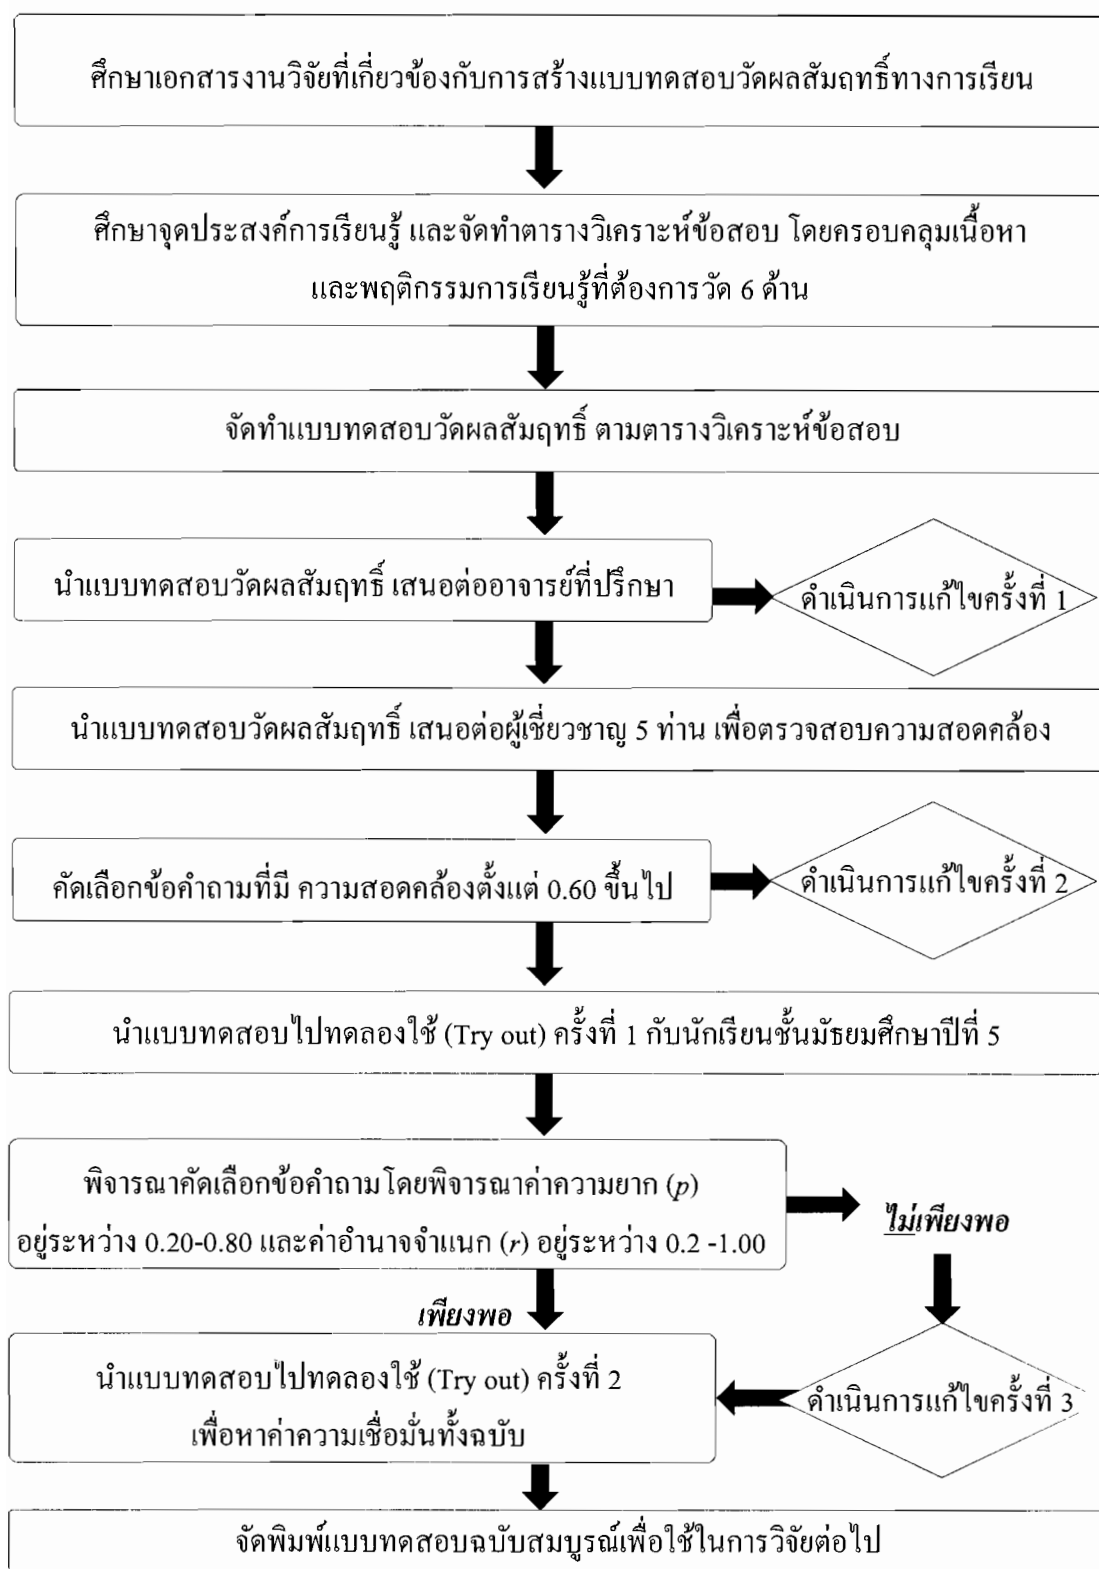 ศึกษาเอกสารงานวิจัยที่เกี่ยวข้องกับการสร้างแบบทดสอบวัดผลสัมฤทธิ์ทางการเรียน
ศึกษาจุดประสงค์การเรียนรู้ และจัดทำตารางวิเคราะห์ข้อสอบ โดยครอบคลุมเนื้อหา
และพฤติกรรมการเรียนรู้ที่ต้องการวัด 6 ด้าน
จัดทำแบบทดสอบวัดผลสัมฤทธิ์ ตามตารางวิเคราะห์ข้อสอบ
นำแบบทดสอบวัดผลสัมฤทธิ์ เสนอต่ออาจารย์ที่ปรึกษา
ดำเนินการแก้ไขครั้งที่ 1
นำแบบทดสอบวัดผลสัมฤทธิ์ เสนอต่อผู้เชี่ยวชาญ 5 ท่าน เพื่อตรวจสอบความสอดคล้อง
คัดเลือกข้อคำถามที่มี ความสอดคล้องตั้งแต่ 0.60 ขึ้นไป
ดำเนินการแก้ไขครั้งที่ 2
นำแบบทดสอบไปทดลองใช้ (Try out) ครั้งที่ 1 กับนักเรียนชั้นมัธยมศึกษาปีที่ 5
พิจารณาคัดเลือกข้อคำถามโดยพิจารณาค่าความยาก (p)
อยู่ระหว่าง 0.20-0.80 และค่าอำนาจจำแนก (r) อยู่ระหว่าง 0.2 -1.00
ไม่เพียงพอ
เพียงพอ
นำแบบทดสอบไปทดลองใช้ (Try out) ครั้งที่ 2
เพื่อหาค่าความเชื่อมั่นทั้งฉบับ
ดำเนินการแก้ไขครั้งที่ 3
จัดพิมพ์แบบทดสอบฉบับสมบูรณ์เพื่อใช้ในการวิจัยต่อไป